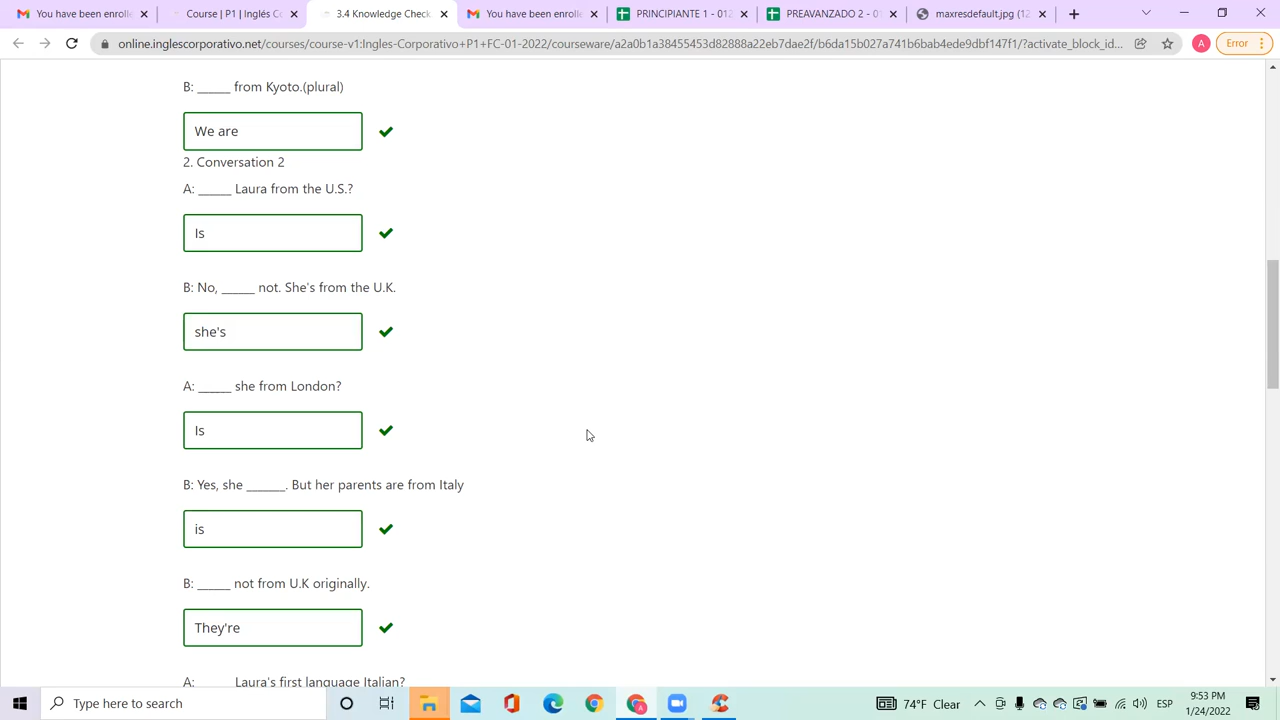 You have been enrolle
Course | P1 | Inglés C
3.4 Knowledge Check
You have been enrolle
PRINCIPIANTE 1 - 012
PREAVANZADO 2 - 01
maxresdefault.jpg (12
online.inglescorporativo.net/courses/course-v1:Ingles-Corporativo+P1+FC-01-2022/courseware/a2a0b1a38455453d82888a22eb7dae2f/b6da15b027a741b6bab4ede9dbf147f1/?activate_block_id...
A
Error
B: _____ from Kyoto.(plural)
We are
2. Conversation 2
A: _____ Laura from the U.S.?
Is
B: No, _____ not. She's from the U.K.
she's
A: _____ she from London?
Is
B: Yes, she ______. But her parents are from Italy
is
B: _____ not from U.K originally.
They're
A: _____ Laura's first language Italian?
Type here to search
74°F Clear
ESP
9:53 PM
1/24/2022